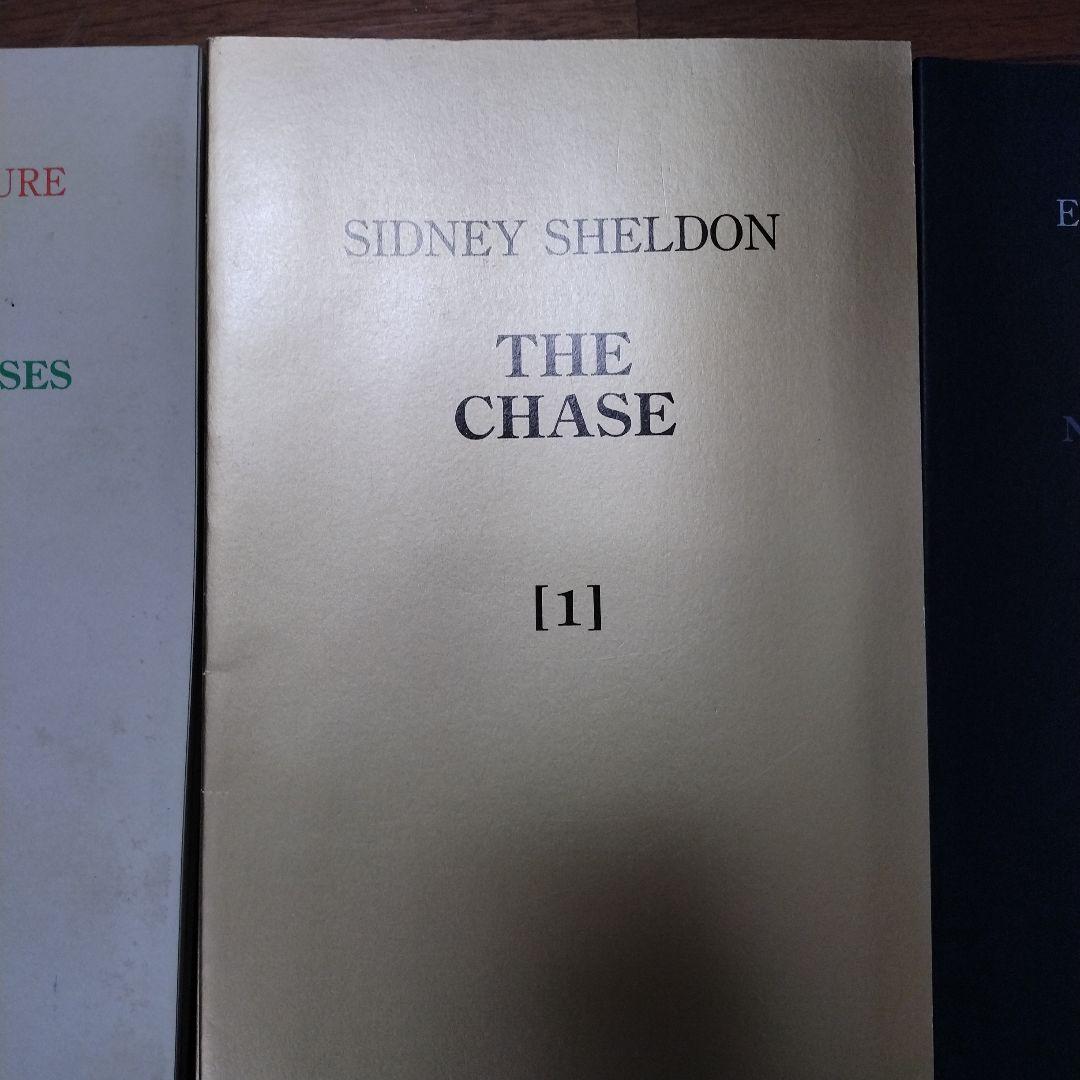 URE
SES
SIDNEY SHELDON
THE
CHASE
[1]
E
N